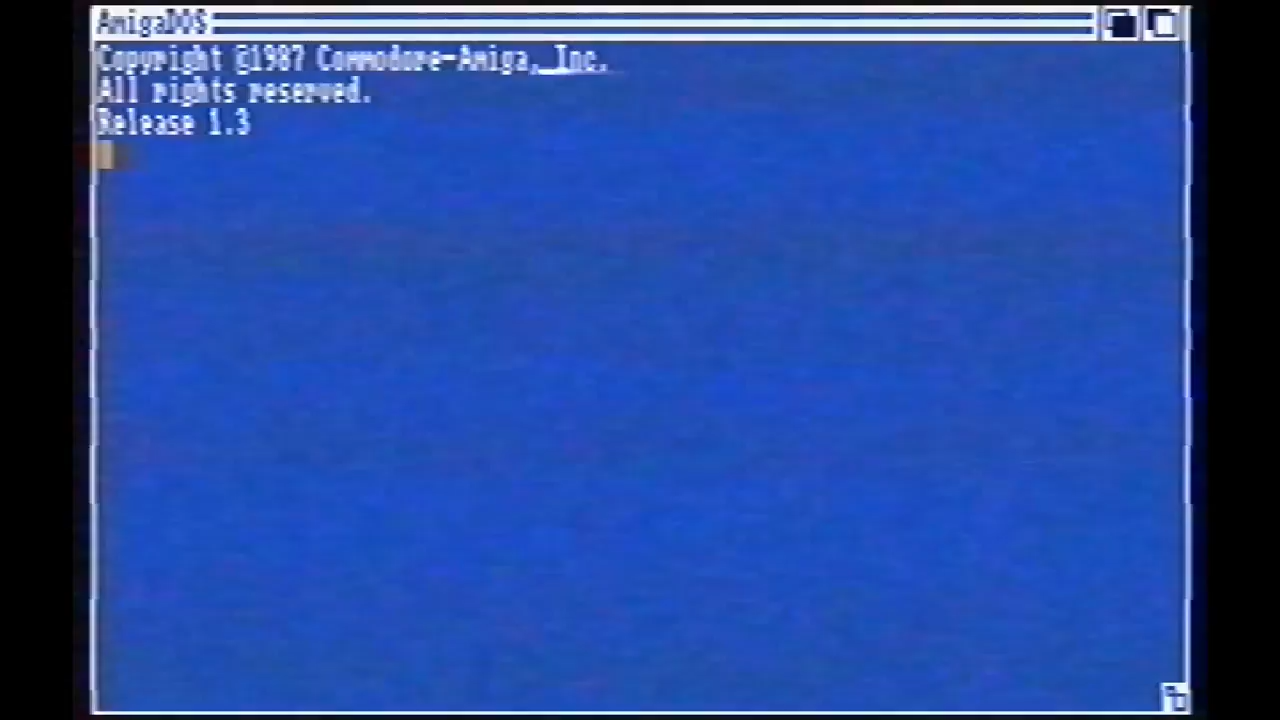 AmigaDOS
Copyright ©1987 Commodore-Amiga, Inc.
All rights reserved.
Release 1.3